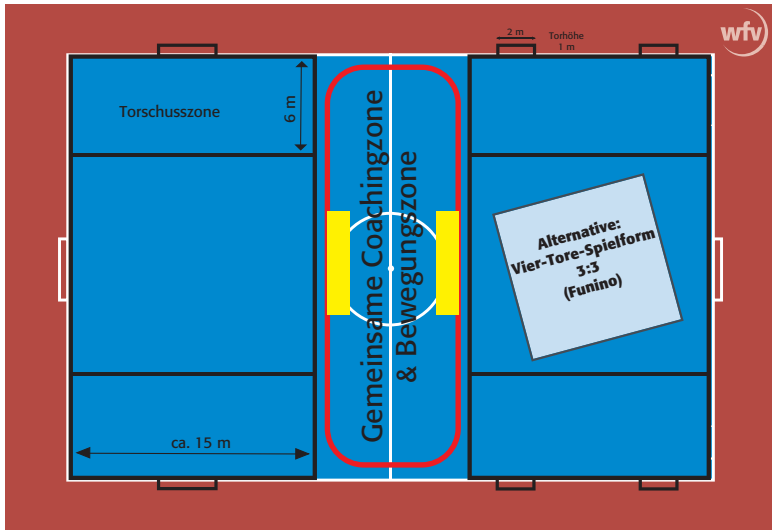 wfv
2 m
Torhöhe
1 m
Torschusszone
6 m
Gemeinsame Coachingzone
& Bewegungszone
Alternative:
Vier-Tore-Spielform
3:3
(Funino)
ca. 15 m